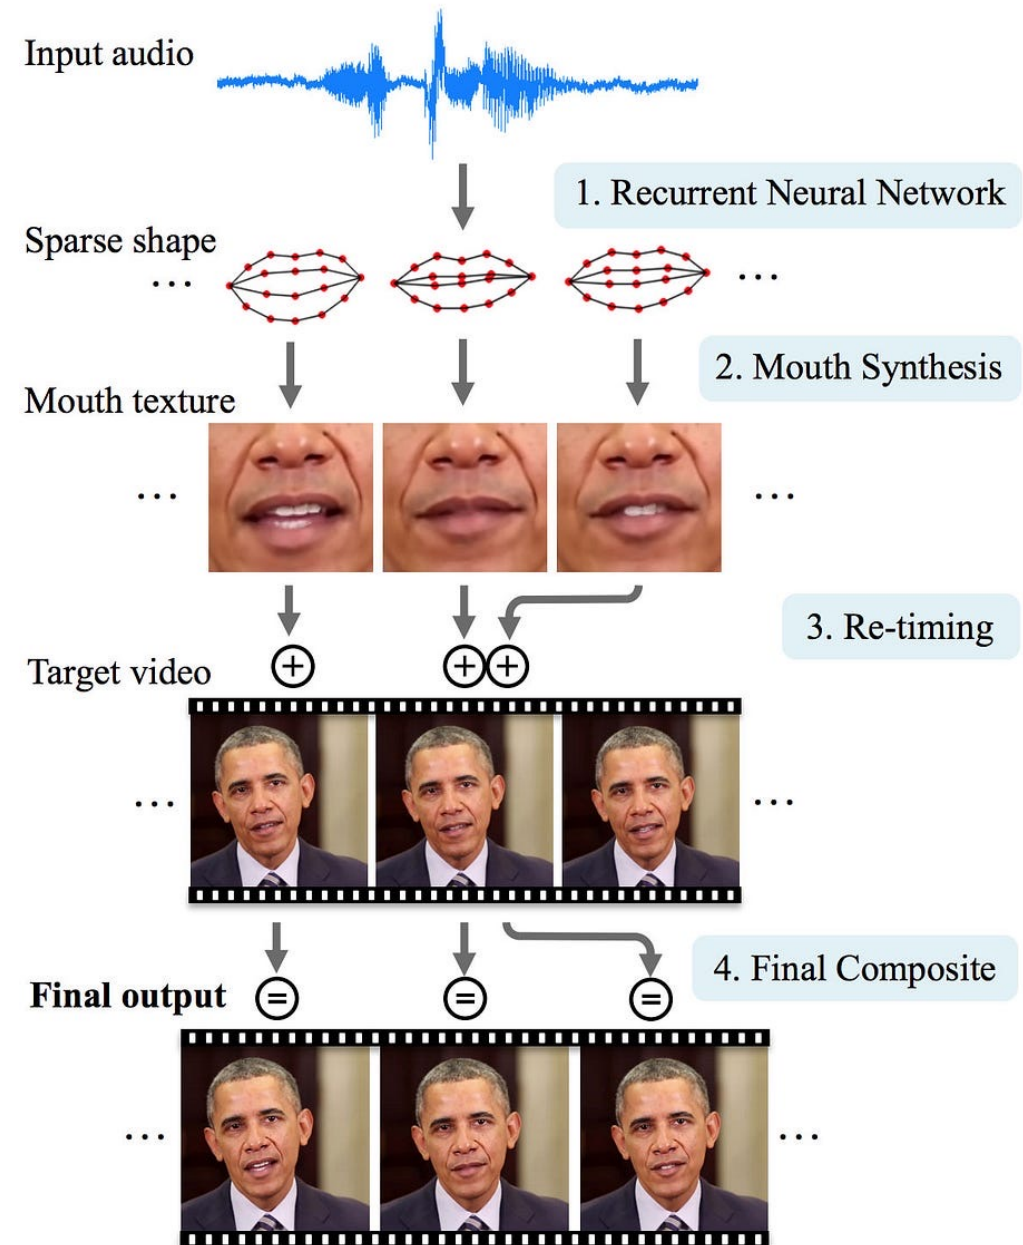 Input audio
1. Recurrent Neural Network
Sparse shape
...
...
2. Mouth Synthesis
Mouth texture
...
...
3. Re-timing
Target video
...
...
4. Final Composite
Final output
...
...